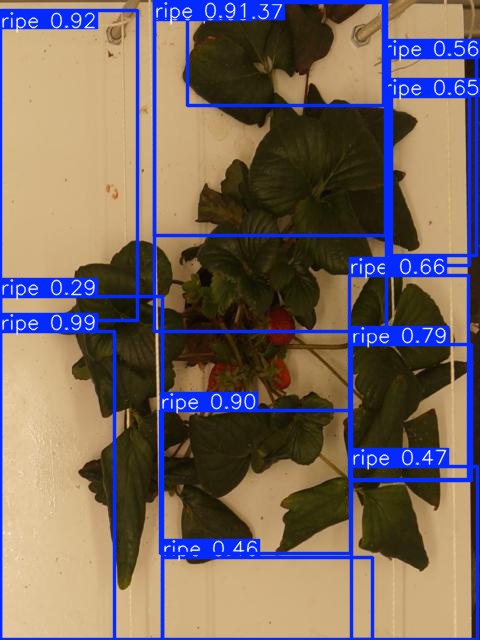 ripe 0.91.37
ripe 0.92
ripe 0.56
ripe 0.65
ripe 0.66
ripe 0.29
ripe 0.99
ripe 0.79
ripe 0.90
ripe 0.47
ripe 0.46